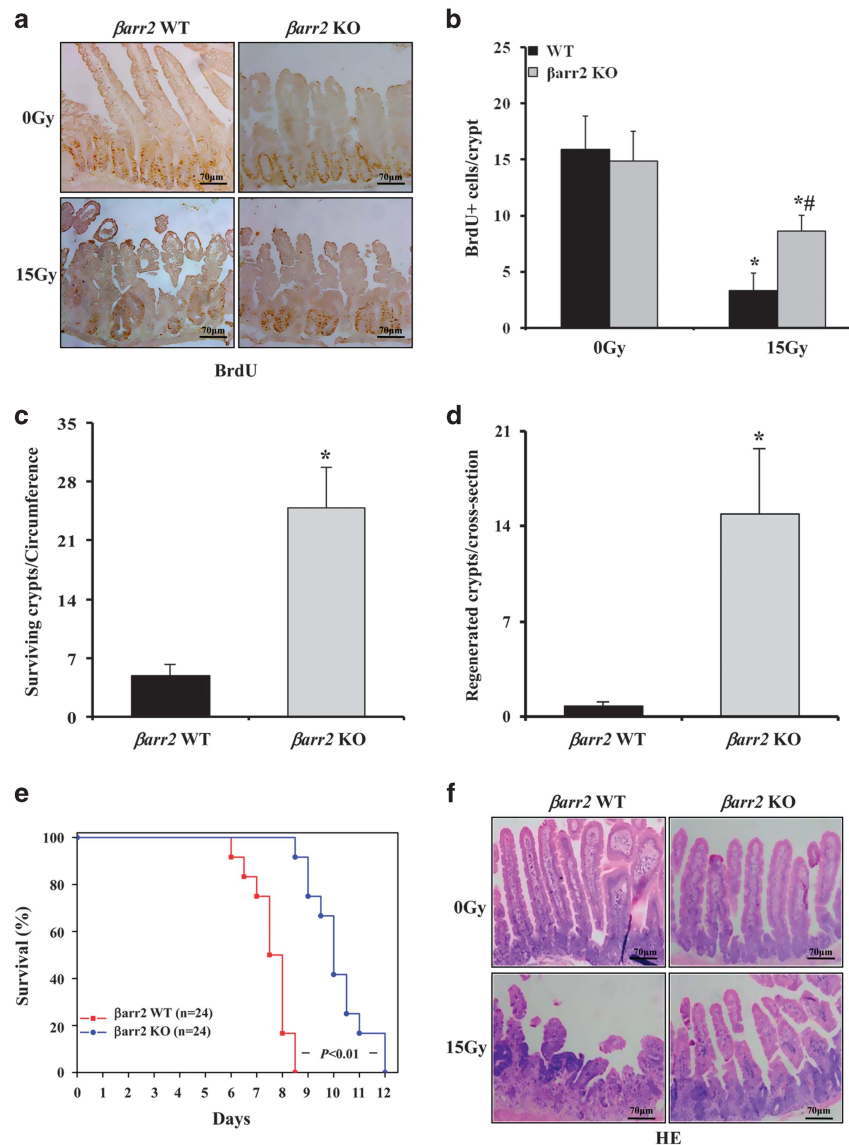 a
βarr2 WT
βarr2 KO
0Gy
70µm
70µm
15Gy
70µm
70µm
BrdU
b
WT
βarr2 KO
BrdU+ cells/crypt
25
20
15
10
5
0
*
*#
0Gy
15Gy
c
Surviving crypts/Circumference
35
28
21
14
7
0
*
βarr2 WT
βarr2 KO
d
Regenerated crypts/cross-section
21
14
7
0
*
βarr2 WT
βarr2 KO
e
Survival (%)
100
80
60
40
20
0
βarr2 WT (n=24)
βarr2 KO (n=24)
P<0.01
0 1 2 3 4 5 6 7 8 9 10 11 12
Days
f
βarr2 WT
βarr2 KO
0Gy
70µm
70µm
15Gy
70µm
70µm
HE